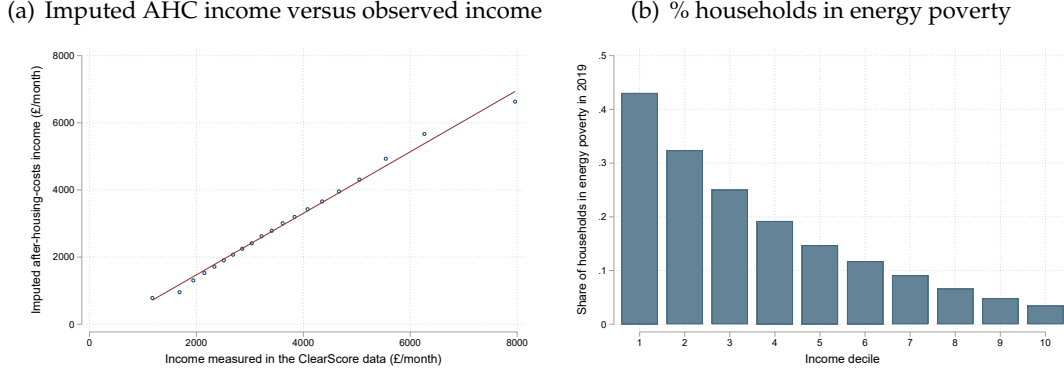 (a) Imputed AHC income versus observed income
Imputed after-housing-costs income (£/month)
8000
6000
4000
2000
0
0 2000 4000 6000 8000
Income measured in the ClearScore data (£/month)
(b) % households in energy poverty
Share of households in energy poverty in 2019
.5
.4
.3
.2
.1
0
1 2 3 4 5 6 7 8 9 10
Income decile